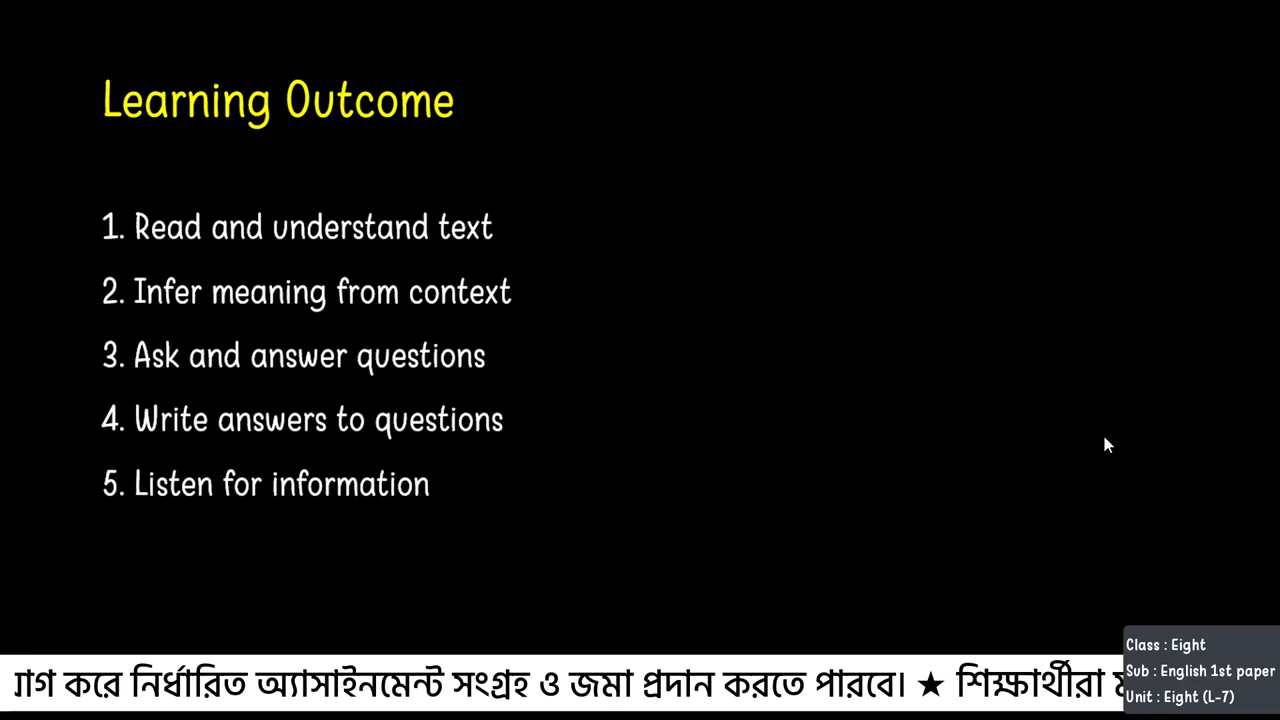 Learning Outcome
1. Read and understand text
2. Infer meaning from context
3. Ask and answer questions
4. Write answers to questions
5. Listen for information
করে নির্ধারিত অ্যাসাইনমেন্ট সংগ্রহ ও জমা প্রদান করতে পারবে। ★ শিক্ষার্থীরা
Class : Eight
Sub : English 1st paper
Unit : Eight (L-7)